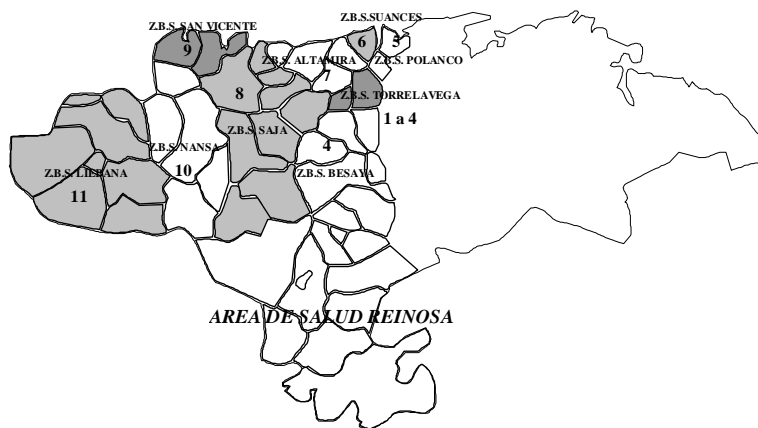 Z.B.S.SUANCES
Z.B.S. SAN VICENTE
6
5
9
Z.B.S. ALTAMIRA
Z.B.S. POLANCO
7
8
Z.B.S. TORRELAVEGA
1 a 4
Z.B.S. SAJA
4
Z.B.S. NANSA
10
Z.B.S. LIEBANA
Z.B.S. BESAYA
11
AREA DE SALUD REINOSA